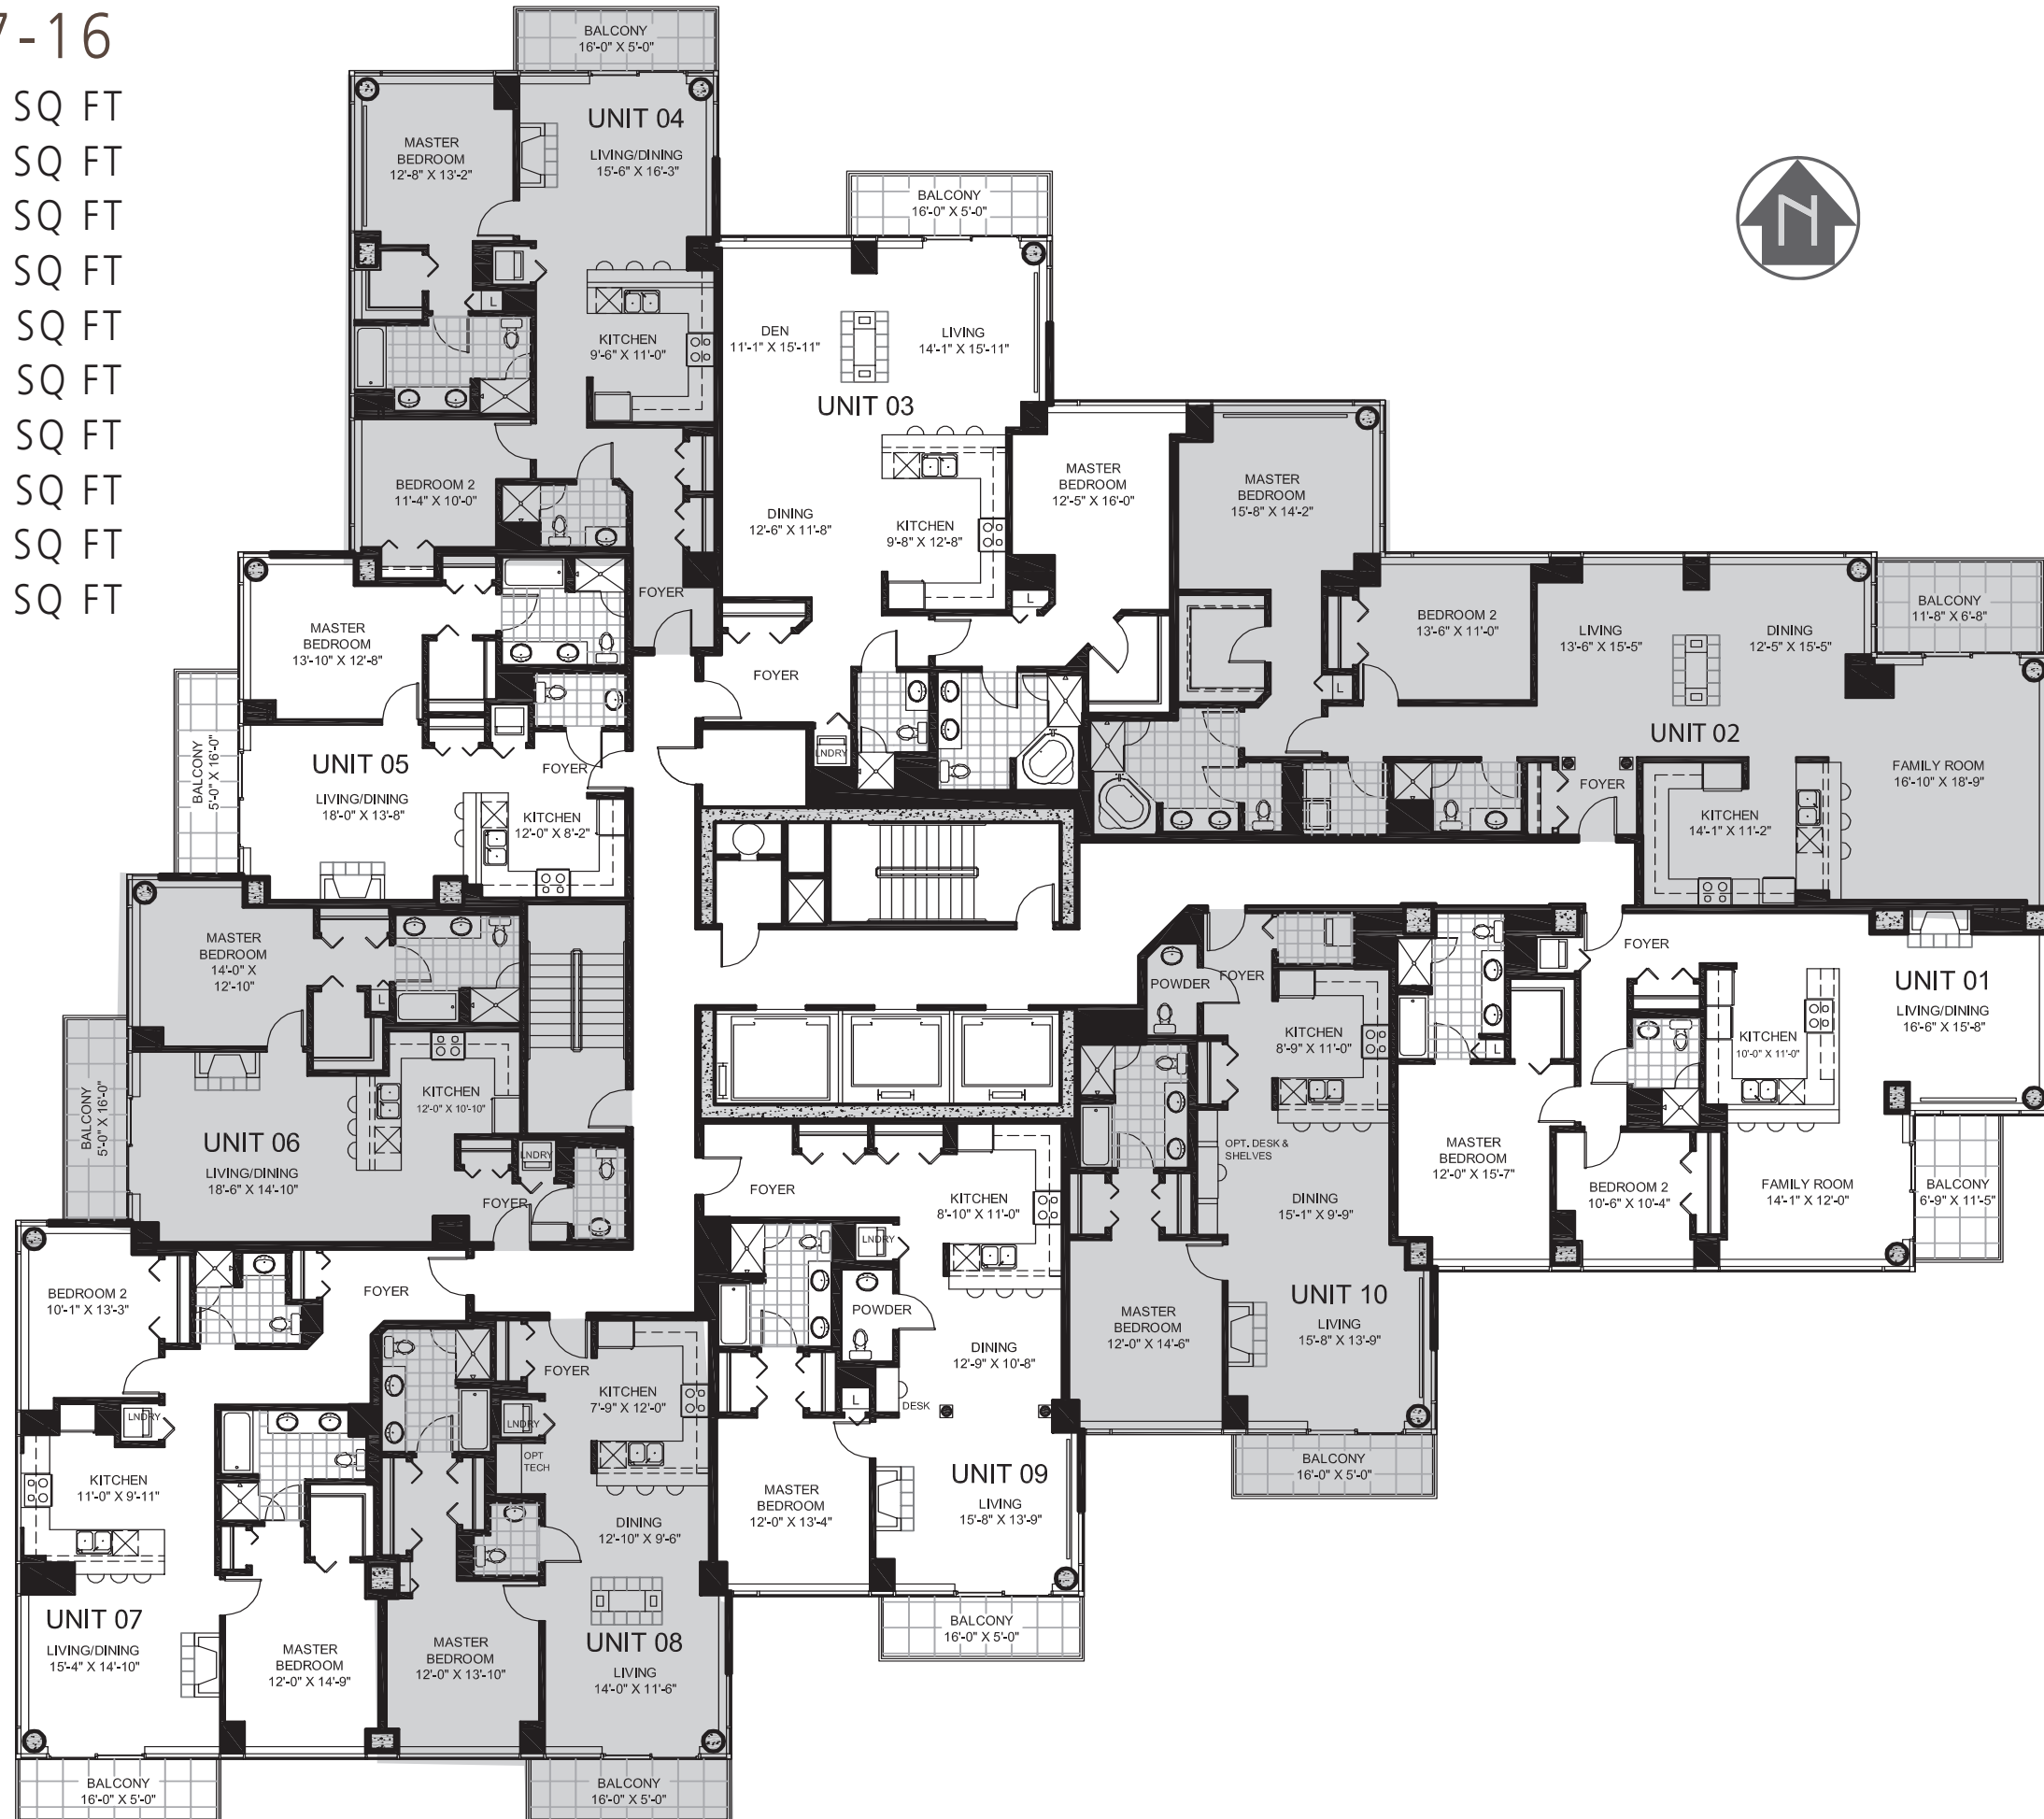 7-16
SQ FT
SQ FT
SQ FT
SQ FT
SQ FT
SQ FT
SQ FT
SQ FT
SQ FT
SQ FT
N
BALCONY
16'-0" X 5'-0"
UNIT 04
MASTER
BEDROOM
12'-8" X 13'-2"
LIVING/DINING
15'-6" X 16'-3"
L
KITCHEN
9'-6" X 11'-0"
BEDROOM 2
11'-4" X 10'-0"
FOYER
BALCONY
16'-0" X 5'-0"
DEN
11'-1" X 15'-11"
LIVING
14'-1" X 15'-11"
UNIT 03
MASTER
BEDROOM
12'-5" X 16'-0"
DINING
12'-6" X 11'-8"
KITCHEN
9'-8" X 12'-8"
L
FOYER
LNDRY
MASTER
BEDROOM
15'-8" X 14'-2"
BEDROOM 2
13'-6" X 11'-0"
L
LIVING
13'-6" X 15'-5"
DINING
12'-5" X 15'-5"
BALCONY
11'-8" X 6'-8"
UNIT 02
FAMILY ROOM
16'-10" X 18'-9"
FOYER
KITCHEN
14'-1" X 11'-2"
MASTER
BEDROOM
13'-10" X 12'-8"
BALCONY
5'-0" X 16'-0"
UNIT 05
LIVING/DINING
18'-0" X 13'-8"
FOYER
KITCHEN
12'-0" X 8'-2"
MASTER
BEDROOM
14'-0" X
12'-10"
L
BALCONY
5'-0" X 16'-0"
KITCHEN
12'-0" X 10'-10"
UNIT 06
LIVING/DINING
18'-6" X 14'-10"
LNDRY
FOYER
POWDER
FOYER
KITCHEN
8'-9" X 11'-0"
OPT. DESK &
SHELVES
DINING
15'-1" X 9'-9"
UNIT 10
LIVING
15'-8" X 13'-9"
MASTER
BEDROOM
12'-0" X 14'-6"
BALCONY
16'-0" X 5'-0"
FOYER
UNIT 01
LIVING/DINING
16'-6" X 15'-8"
KITCHEN
10'-0" X 11'-0"
L
MASTER
BEDROOM
12'-0" X 15'-7"
BEDROOM 2
10'-6" X 10'-4"
FAMILY ROOM
14'-1" X 12'-0"
BALCONY
6'-9" X 11'-5"
BEDROOM 2
10'-1" X 13'-3"
FOYER
LNDRY
KITCHEN
11'-0" X 9'-11"
UNIT 07
LIVING/DINING
15'-4" X 14'-10"
MASTER
BEDROOM
12'-0" X 14'-9"
BALCONY
16'-0" X 5'-0"
FOYER
KITCHEN
7'-9" X 12'-0"
LNDRY
OPT
TECH
DINING
12'-10" X 9'-6"
L
UNIT 08
MASTER
BEDROOM
12'-0" X 13'-10"
LIVING
14'-0" X 11'-6"
BALCONY
16'-0" X 5'-0"
FOYER
KITCHEN
8'-10" X 11'-0"
LNDRY
POWDER
DINING
12'-9" X 10'-8"
L
DESK
UNIT 09
MASTER
BEDROOM
12'-0" X 13'-4"
LIVING
15'-8" X 13'-9"
BALCONY
16'-0" X 5'-0"